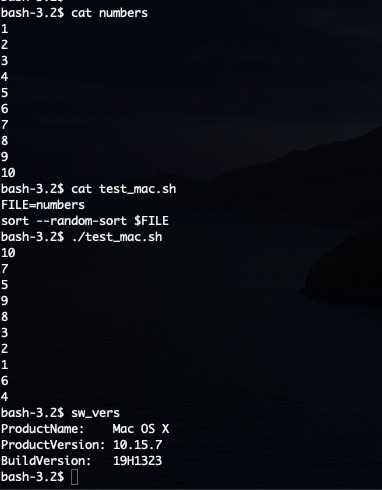 bash-3.2$ cat numbers
1
2
3
4
5
6
7
8
9
10
bash-3.2$ cat test_mac.sh
FILE=numbers
sort --random-sort $FILE
bash-3.2$ ./test_mac.sh
10
7
5
9
8
3
2
1
6
4
bash-3.2$ sw_vers
ProductName:    Mac OS X
ProductVersion: 10.15.7
BuildVersion:   19H1323
bash-3.2$